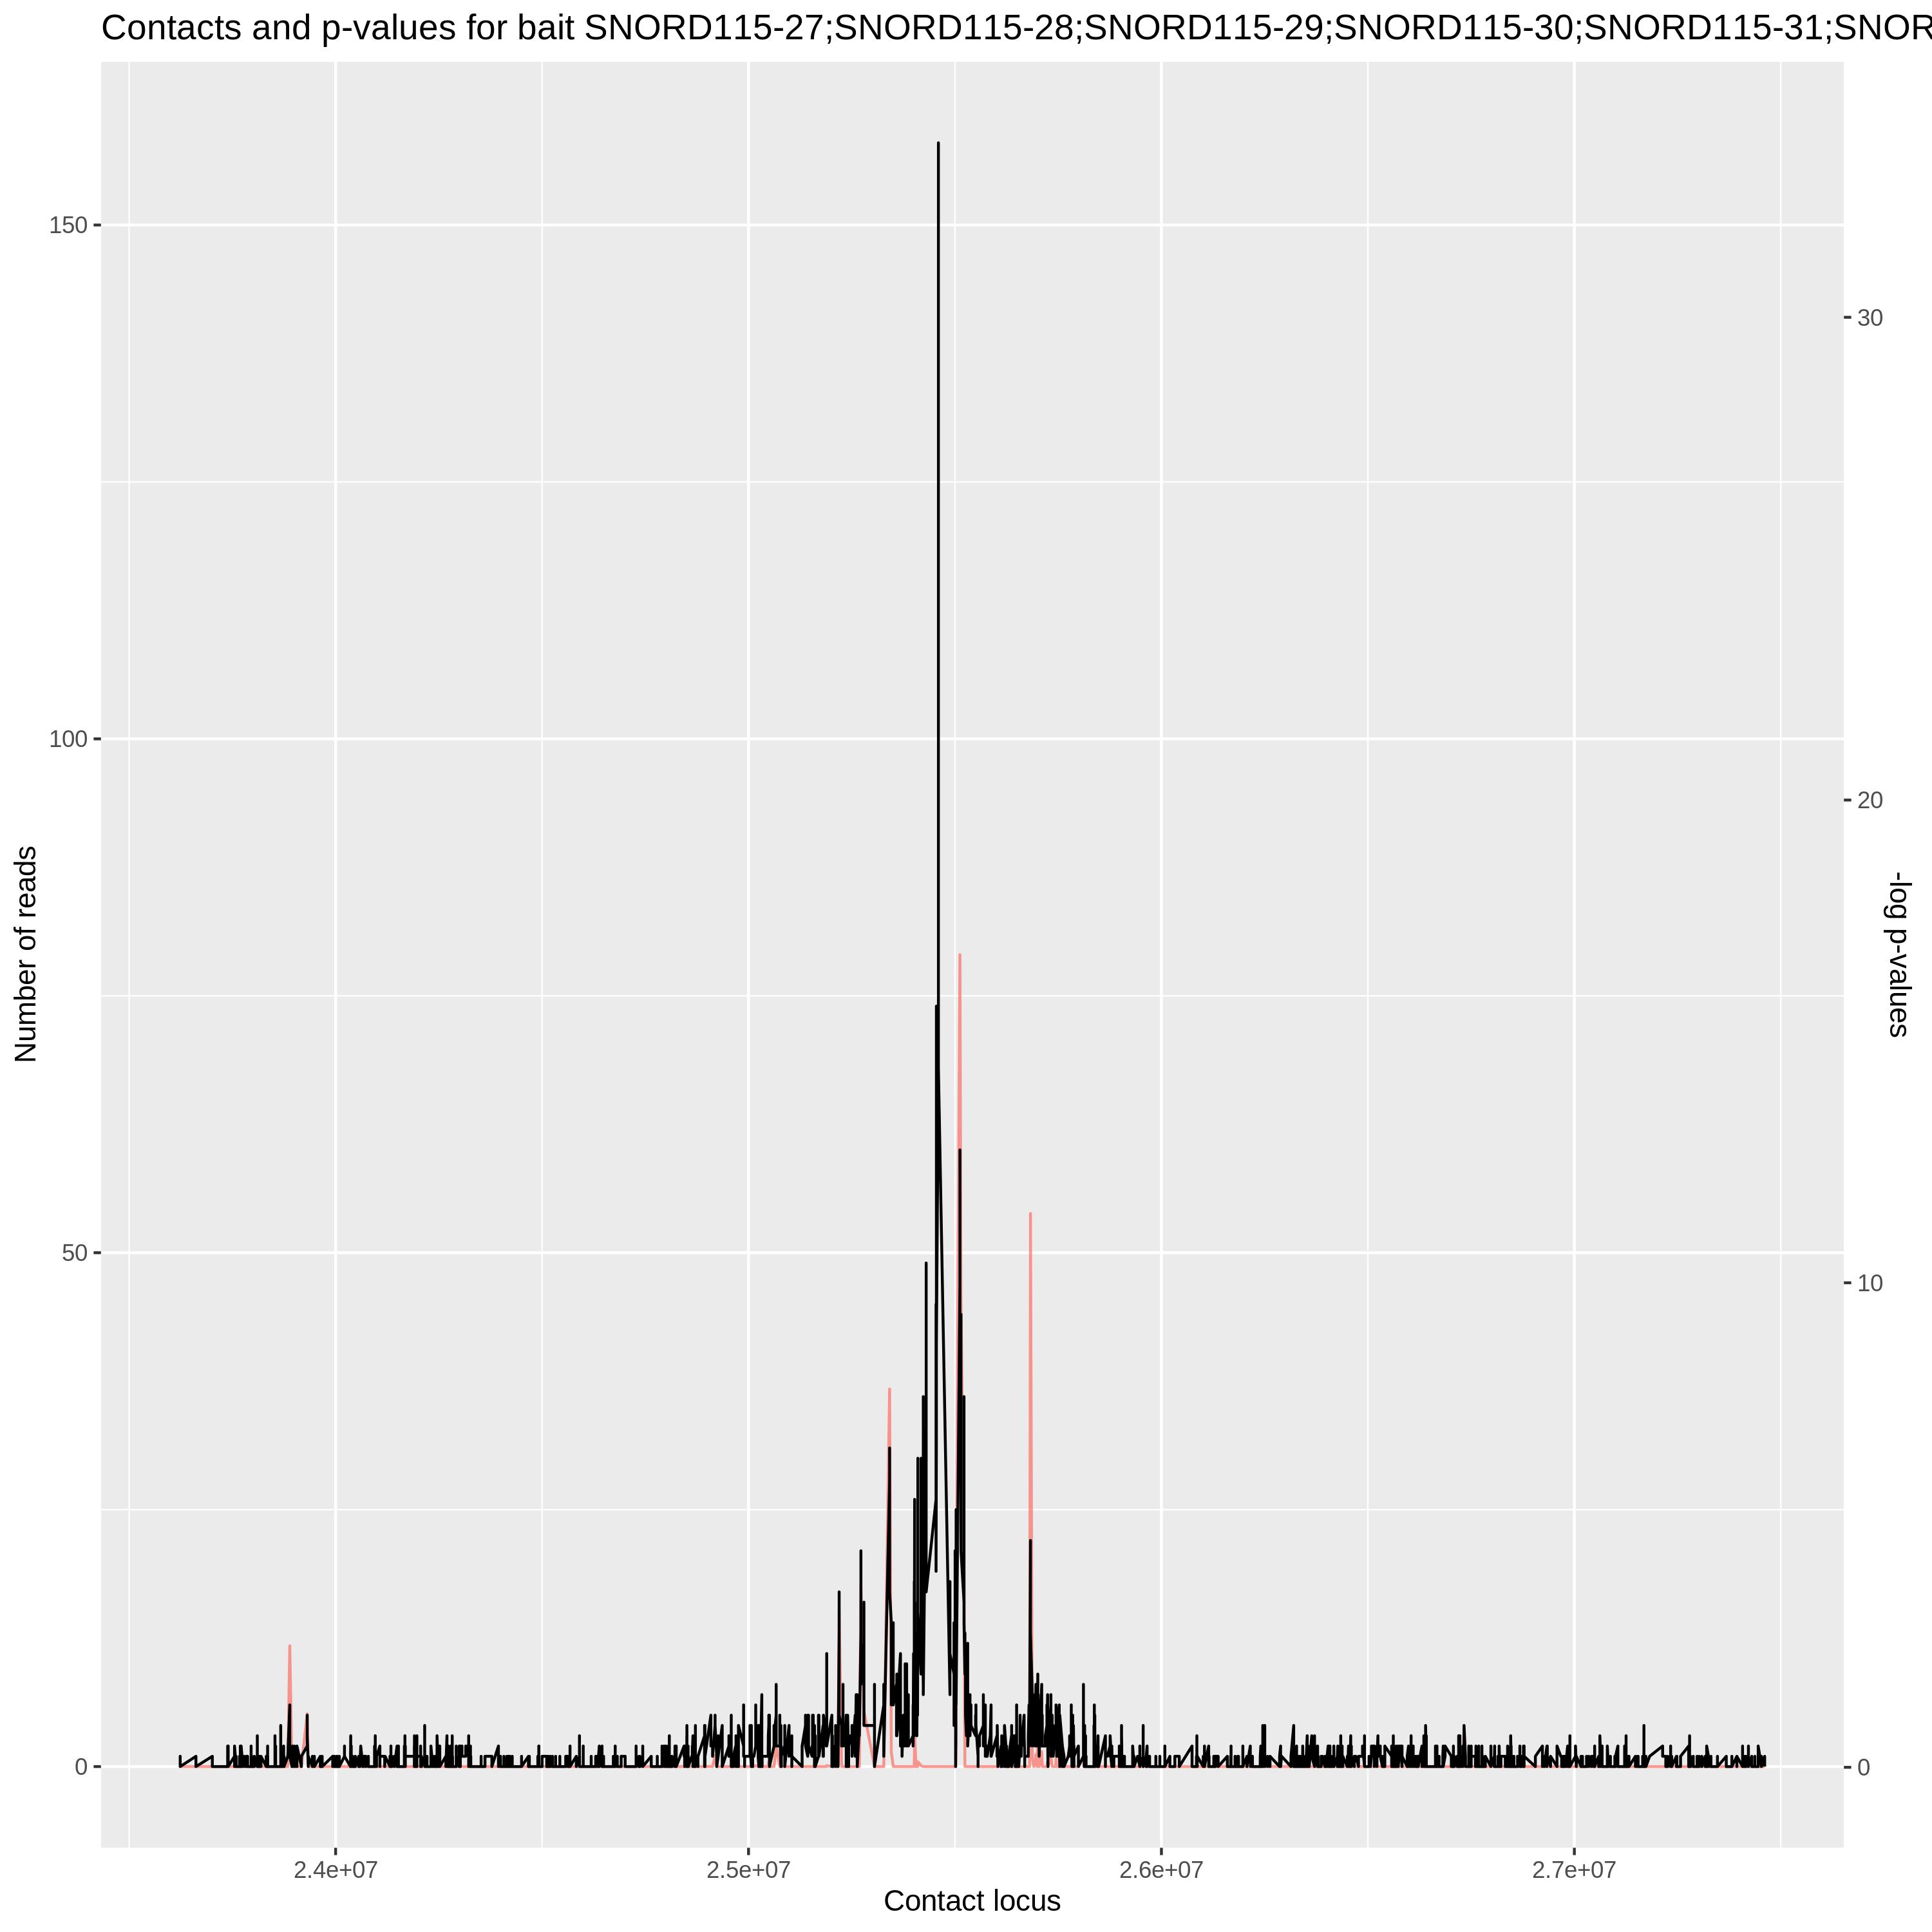 Contacts and p-values for bait SNORD115-27;SNORD115-28;SNORD115-29;SNORD115-30;SNORD115-31;SNOR
150
100
50
0
Number of reads
30
20
10
0
-log p-values
2.4e+07
2.5e+07
2.6e+07
2.7e+07
Contact locus